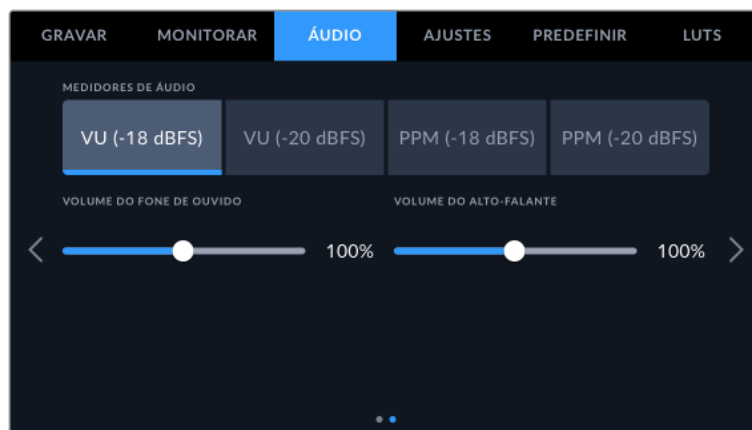 GRAVAR MONITORAR ÁUDIO AJUSTES PREDEFINIR LUTS
MEDIDORES DE ÁUDIO
VU (-18 dBFS) VU (-20 dBFS) PPM (-18 dBFS) PPM (-20 dBFS)
VOLUME DO FONE DE OUVIDO VOLUME DO ALTO-FALANTE
100% 100%